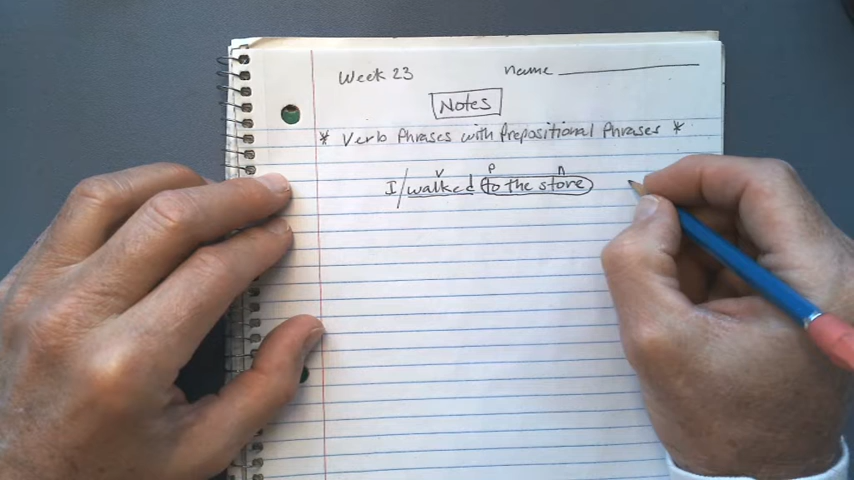 Week 23 name
Notes
* Verb Phrases with Prepositional Phrases *
v p n
I/walked to the store